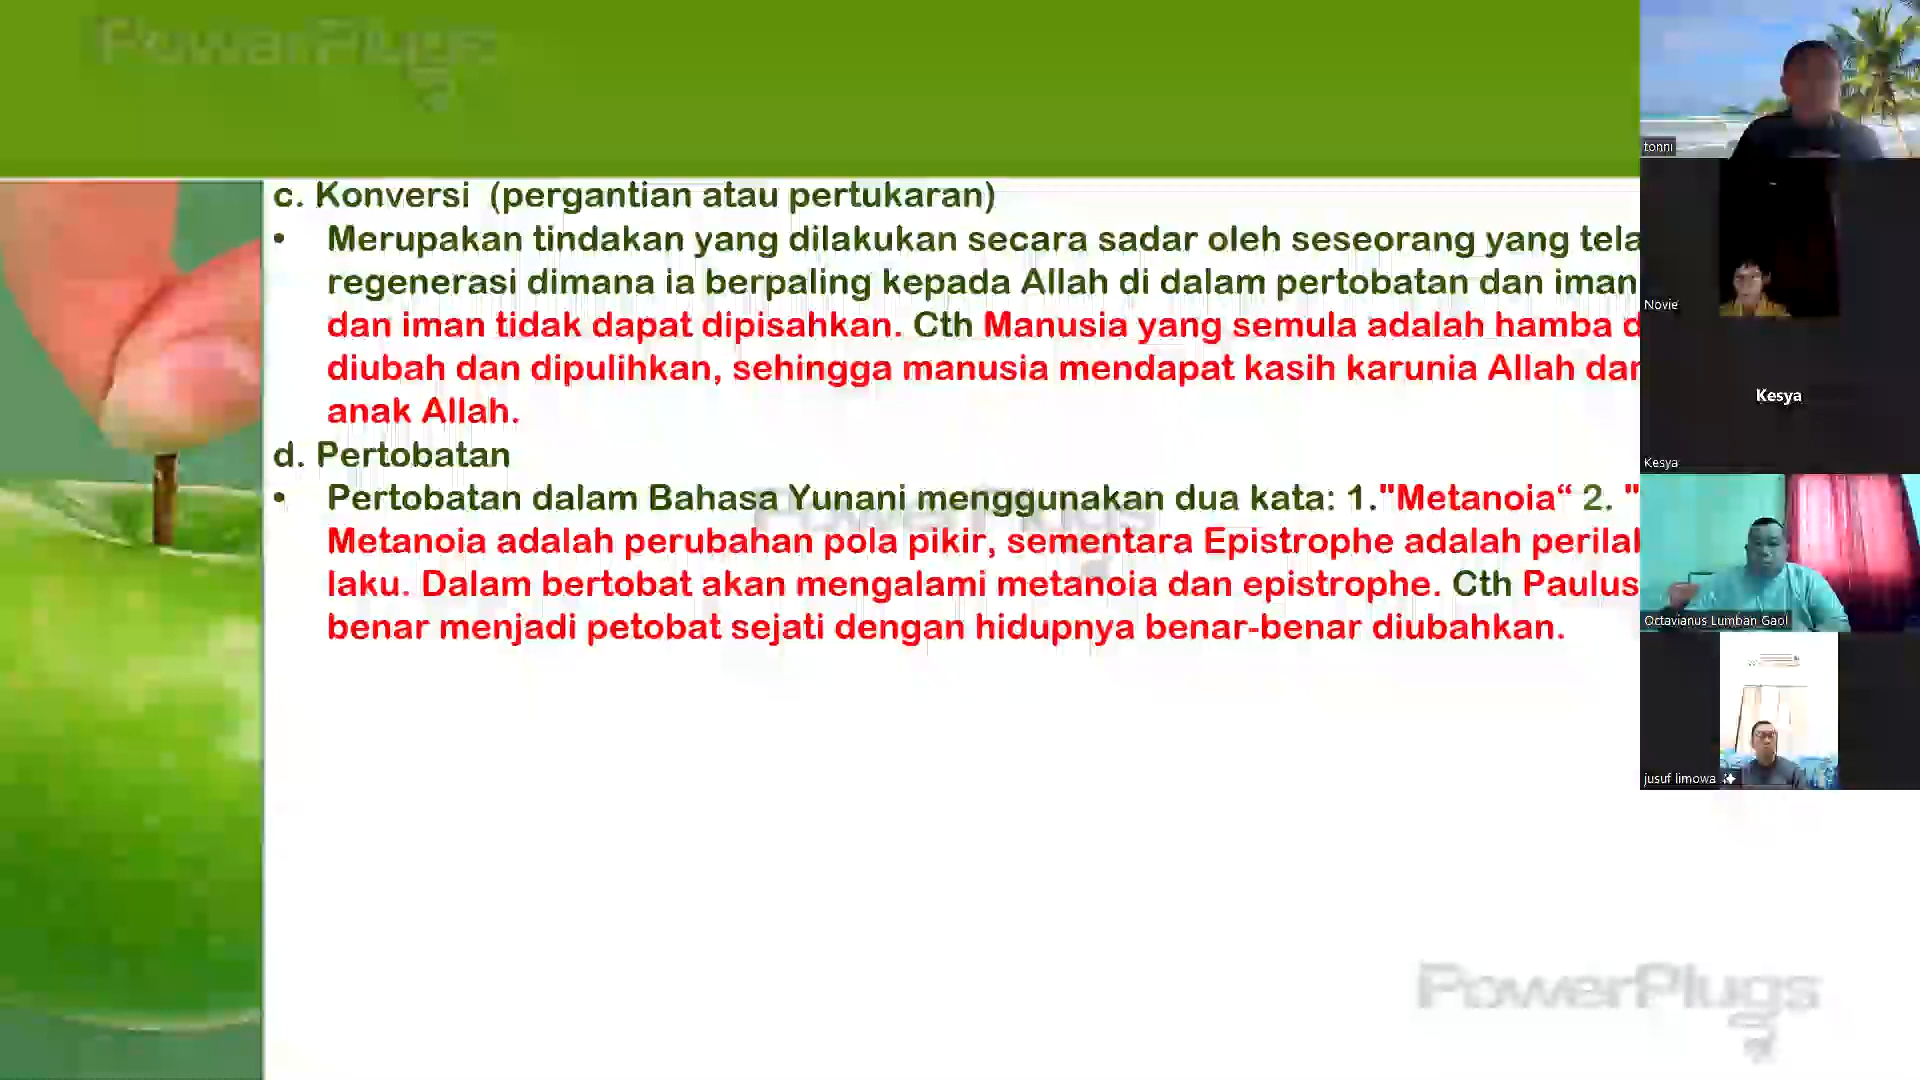 PowerPlugs
c. Konversi (pergantian atau pertukaran)
• Merupakan tindakan yang dilakukan secara sadar oleh seseorang yang tela
regenerasi dimana ia berpaling kepada Allah di dalam pertobatan dan iman
dan iman tidak dapat dipisahkan. Cth Manusia yang semula adalah hamba d
diubah dan dipulihkan, sehingga manusia mendapat kasih karunia Allah dan
anak Allah.
d. Pertobatan
• Pertobatan dalam Bahasa Yunani menggunakan dua kata: 1."Metanoia“ 2. "
Metanoia adalah perubahan pola pikir, sementara Epistrophe adalah perila
laku. Dalam bertobat akan mengalami metanoia dan epistrophe. Cth Paulus
benar menjadi petobat sejati dengan hidupnya benar-benar diubahkan.
PowerPlugs
PowerPlugs
tonni
Novie
Kesya
Kesya
Octavianus Lumban Gaol
jusuf limowa